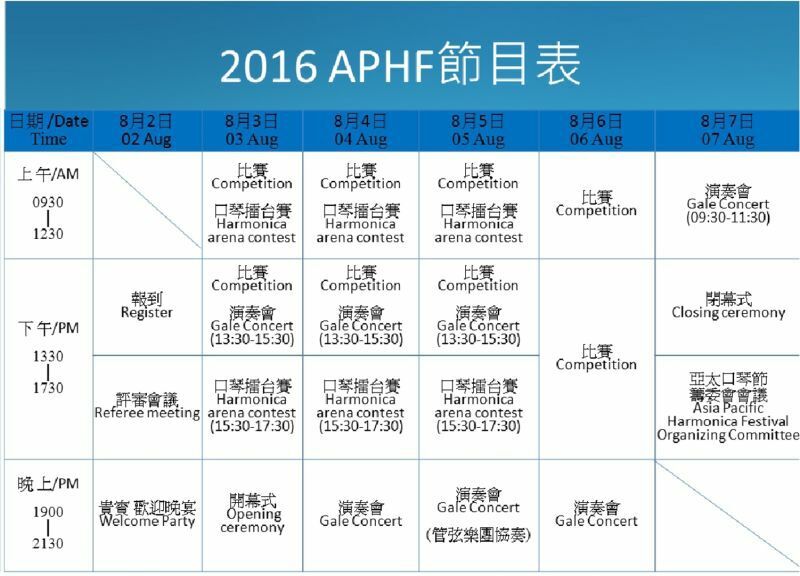 2016 APHF節目表
日期 /Date
Time
8月2日
02 Aug
8月3日
03 Aug
8月4日
04 Aug
8月5日
05 Aug
8月6日
06 Aug
8月7日
07 Aug
上午/AM
0930
1230
比賽
Competition
口琴擂台賽
Harmonica
arena contest
比賽
Competition
口琴擂台賽
Harmonica
arena contest
比賽
Competition
口琴擂台賽
Harmonica
arena contest
比賽
Competition
演奏會
Gale Concert
(09:30-11:30)
下午/PM
1330
1730
報到
Register
比賽
Competition
演奏會
Gale Concert
(13:30-15:30)
比賽
Competition
演奏會
Gale Concert
(13:30-15:30)
比賽
Competition
演奏會
Gale Concert
(13:30-15:30)
比賽
Competition
閉幕式
Closing ceremony
評審會議
Referee meeting
口琴擂台賽
Harmonica
arena contest
(15:30-17:30)
口琴擂台賽
Harmonica
arena contest
(15:30-17:30)
口琴擂台賽
Harmonica
arena contest
(15:30-17:30)
亞太口琴節
籌委會會議
Asia Pacific
Harmonica Festival
Organizing Committee
晚上/PM
1900
2130
貴賓 歡迎晚宴
Welcome Party
開幕式
Opening
ceremony
演奏會
Gale Concert
演奏會
Gale Concert
(管弦樂團協奏)
演奏會
Gale Concert